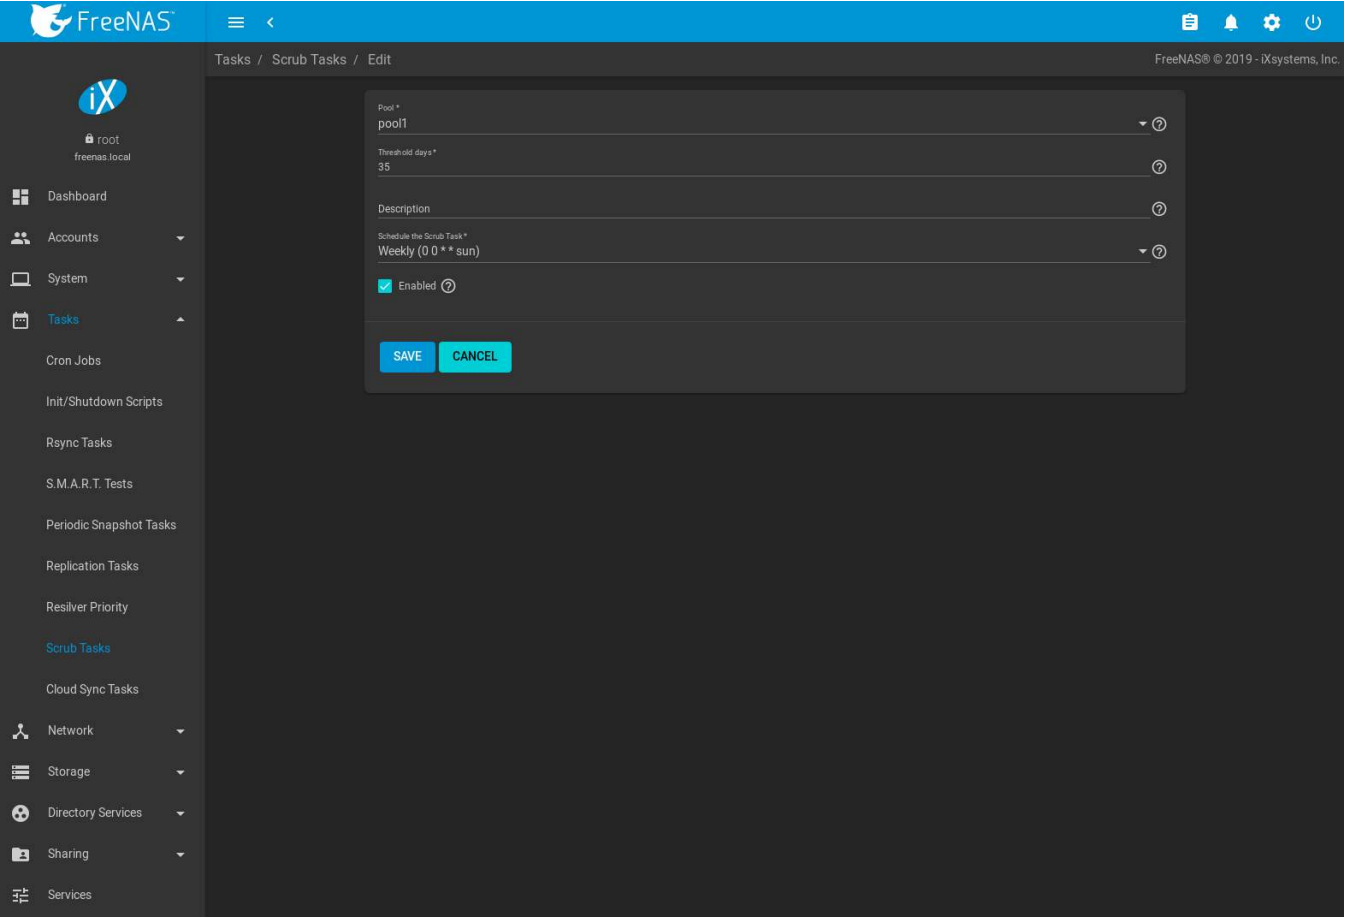 FreeNAS™
Tasks / Scrub Tasks / Edit
FreeNAS® © 2019 - iXsystems, Inc.
iX
root
freenas.local
Dashboard
Accounts
System
Tasks
Cron Jobs
Init/Shutdown Scripts
Rsync Tasks
S.M.A.R.T. Tests
Periodic Snapshot Tasks
Replication Tasks
Resilver Priority
Scrub Tasks
Cloud Sync Tasks
Network
Storage
Directory Services
Sharing
Services
Pool *
pool1
Threshold days *
35
Description
Schedule the Scrub Task *
Weekly (0 0 * * sun)
Enabled
SAVE CANCEL